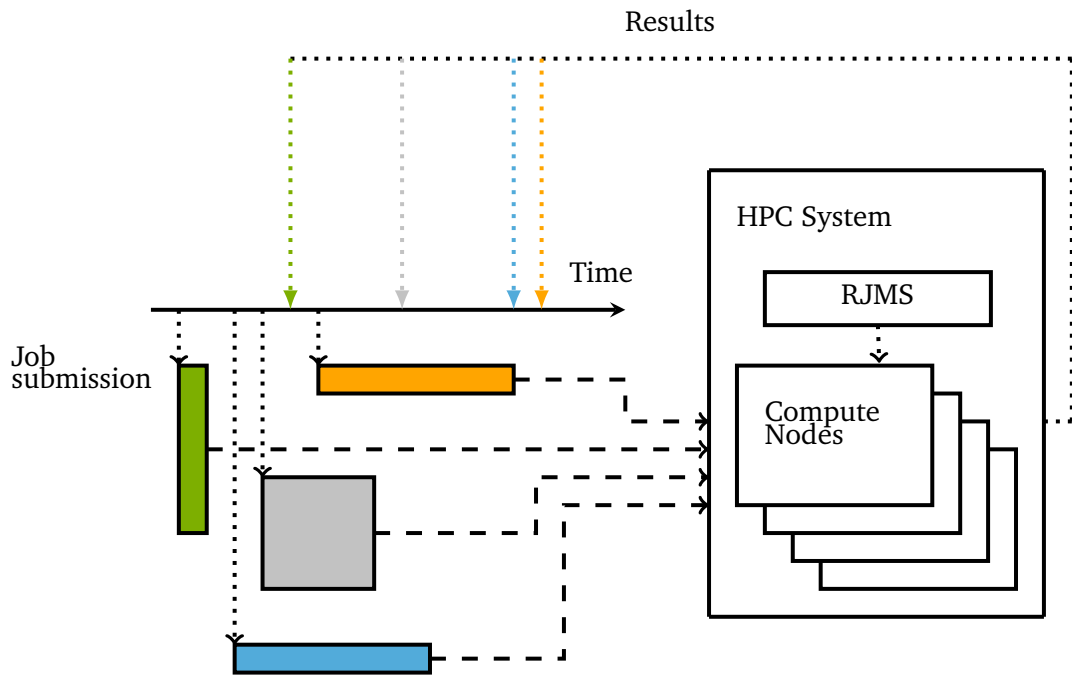 Results
HPC System
Time
RJMS
Job
submission
Compute
Nodes